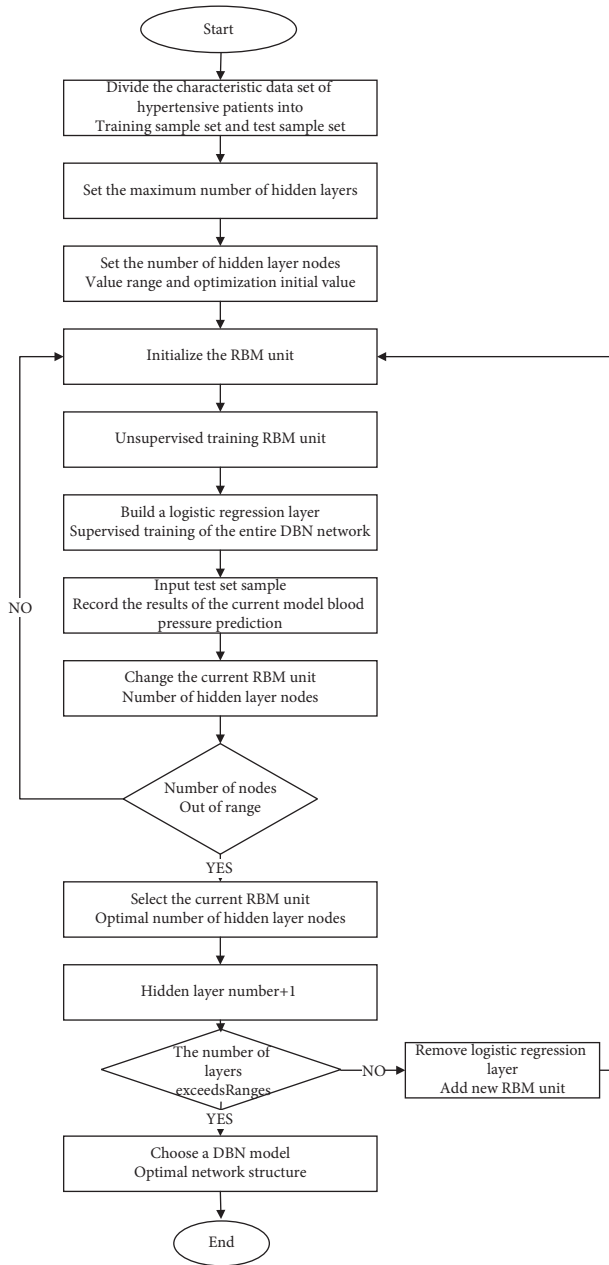 Start
Divide the characteristic data set of
hypertensive patients into
Training sample set and test sample set
Set the maximum number of hidden layers
Set the number of hidden layer nodes
Value range and optimization initial value
Initialize the RBM unit
Unsupervised training RBM unit
Build a logistic regression layer
Supervised training of the entire DBN network
Input test set sample
Record the results of the current model blood
pressure prediction
NO
Change the current RBM unit
Number of hidden layer nodes
Number of nodes
Out of range
YES
Select the current RBM unit
Optimal number of hidden layer nodes
Hidden layer number+1
The number of
layers
exceedsRanges
NO
Remove logistic regression
layer
Add new RBM unit
YES
Choose a DBN model
Optimal network structure
End